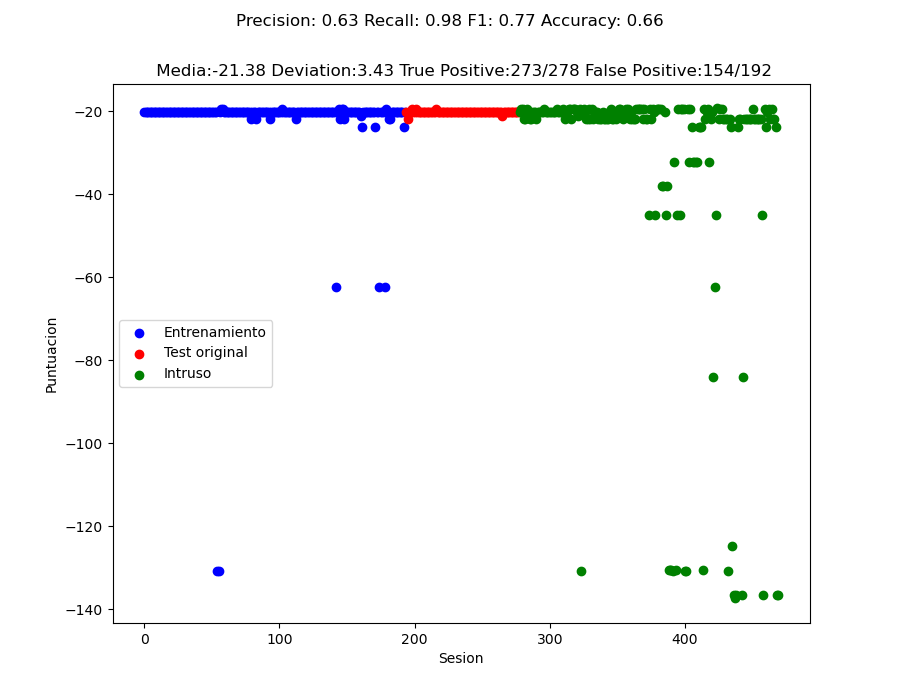 Precision: 0.63 Recall: 0.98 F1: 0.77 Accuracy: 0.66
Media:-21.38 Deviation:3.43 True Positive:273/278 False Positive:154/192
−20
−40
−60
−80
−100
−120
−140
Puntuacion
Entrenamiento
Test original
Intruso
0
100
200
300
400
Sesion